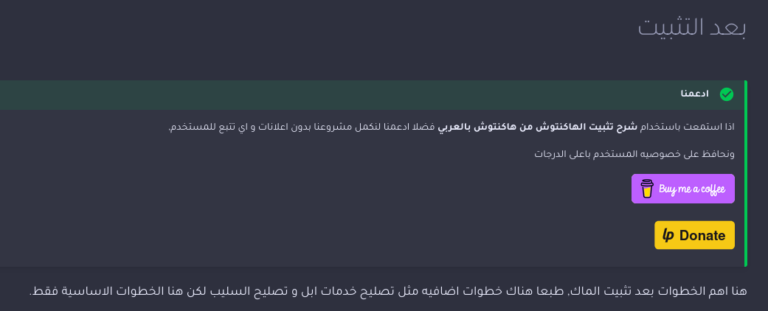 بعد التثبيت
ادعمنا
اذا استمعت باستخدام شرح تثبيت الهاكنتوش من هاكنتوش بالعربي فضلا ادعمنا لنكمل مشروعنا بدون اعلانات و اي تتبع للمستخدم,
ونحافظ على خصوصيه المستخدم باعلى الدرجات
Buy me a coffee
lp Donate
هنا اهم الخطوات بعد تثبيت الماك, طبعا هناك خطوات اضافيه مثل تصليح خدمات ابل و تصليح السليب لكن هنا الخطوات الاساسية فقط.